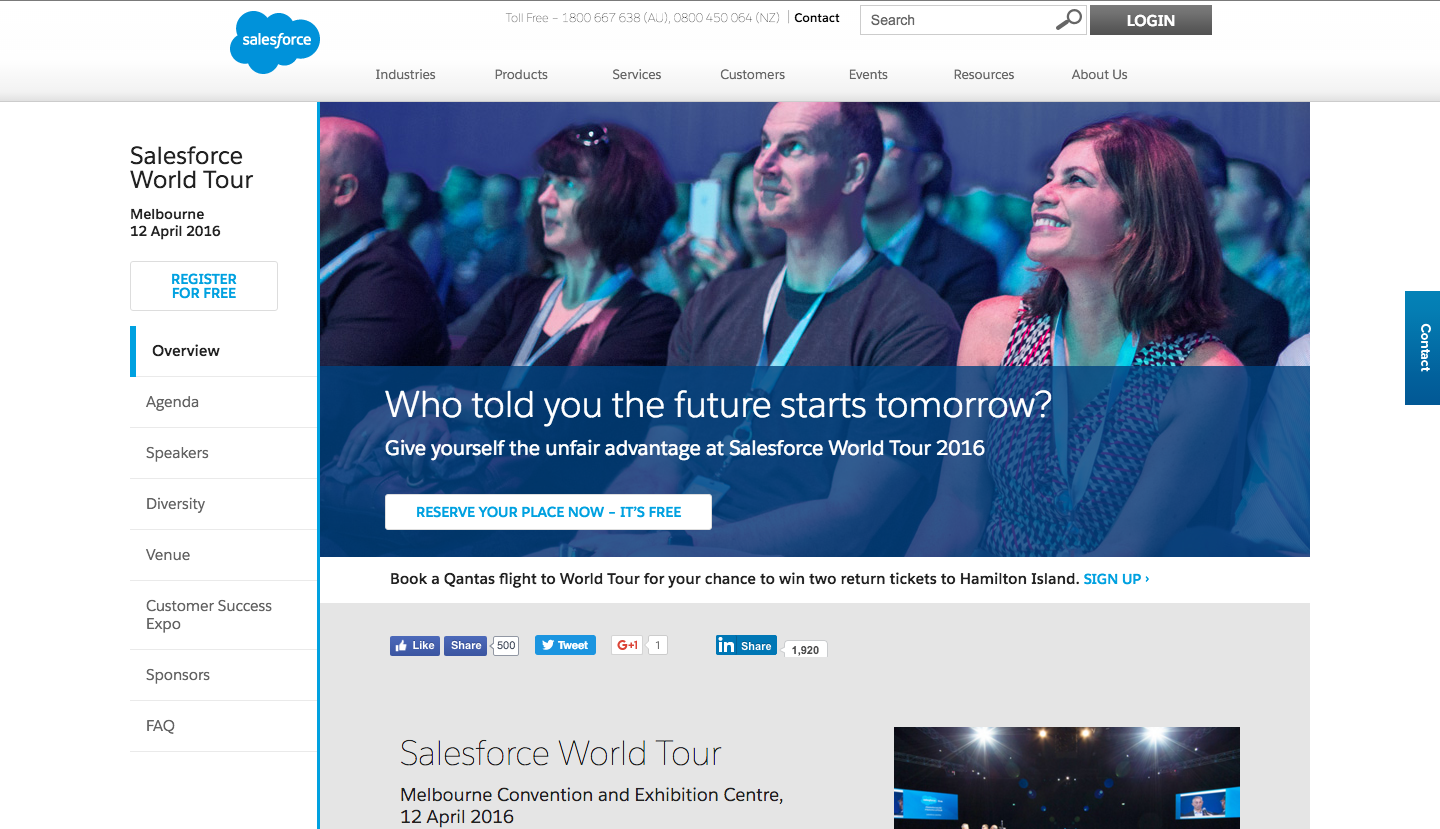 salesforce
Toll Free – 1800 667 638 (AU), 0800 450 064 (NZ)
Contact
Search
LOGIN
Industries
Products
Services
Customers
Events
Resources
About Us
Salesforce
World Tour
Melbourne
12 April 2016
REGISTER
FOR FREE
Overview
Agenda
Speakers
Diversity
Venue
Customer Success
Expo
Sponsors
FAQ
Who told you the future starts tomorrow?
Give yourself the unfair advantage at Salesforce World Tour 2016
RESERVE YOUR PLACE NOW – IT'S FREE
Contact
Book a Qantas flight to World Tour for your chance to win two return tickets to Hamilton Island. SIGN UP ›
Like
Share
500
Tweet
G+1
1
in Share
1,920
Salesforce World Tour
Melbourne Convention and Exhibition Centre,
12 April 2016